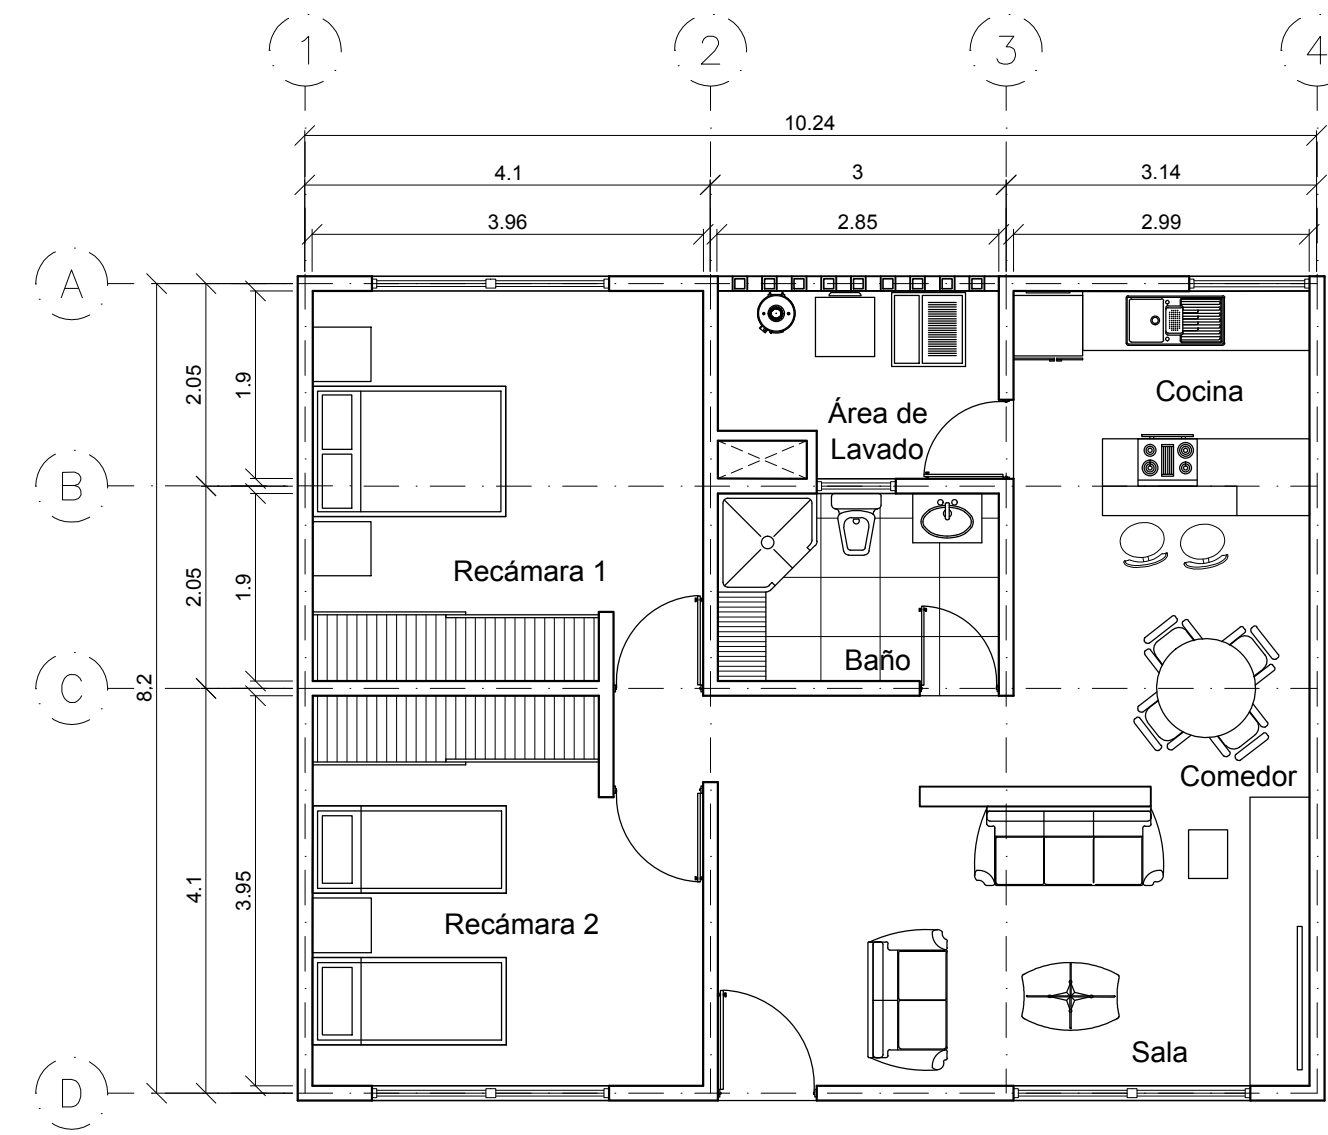 1
2
3
4
10.24
4.1
3
3.14
3.96
2.85
2.99
A
B
C
D
8.2
2.05
2.05
4.1
1.9
1.9
3.95
Cocina
Área de
Lavado
Recámara 1
Baño
Comedor
Recámara 2
Sala